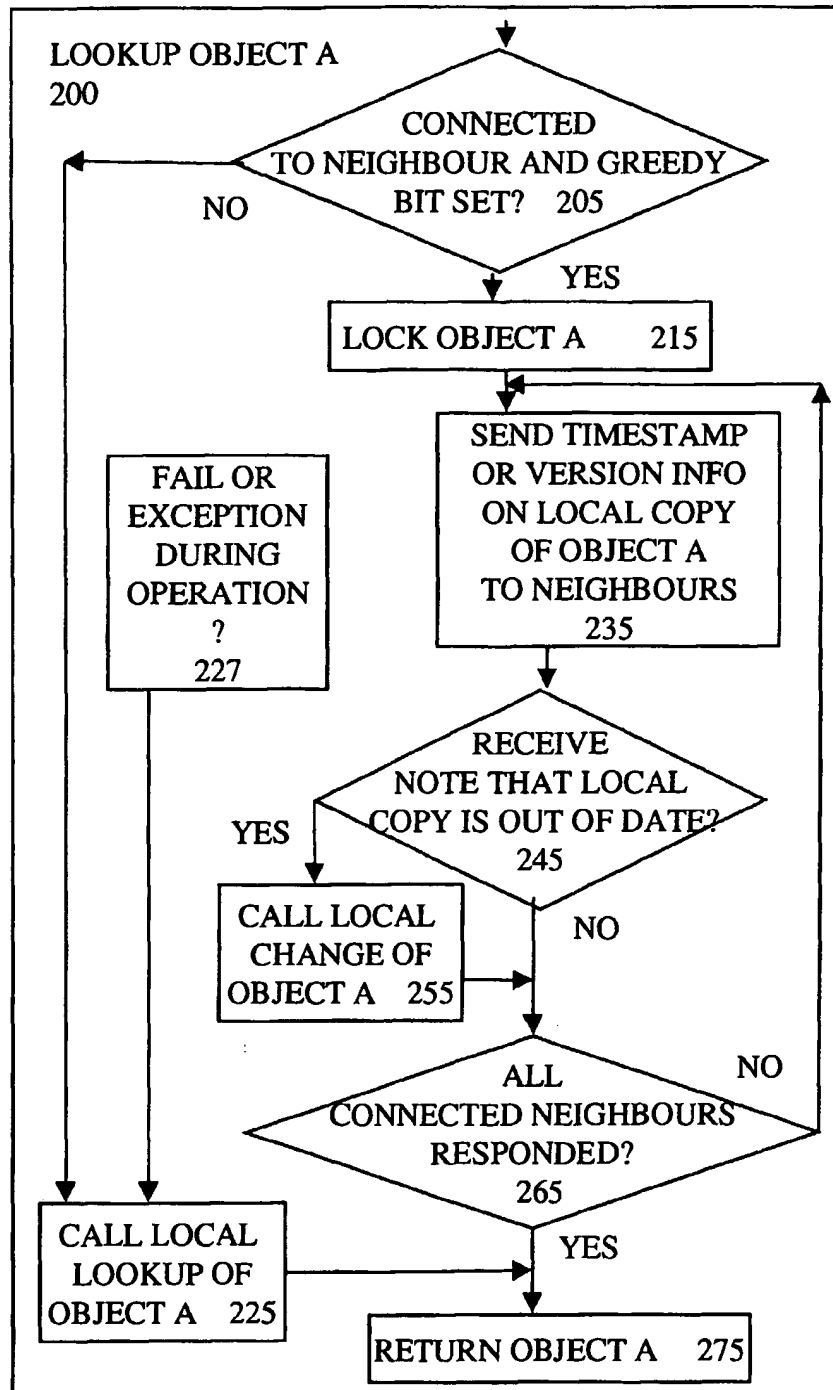 LOOKUP OBJECT A
200
CONNECTED
TO NEIGHBOUR AND GREEDY
BIT SET? 205
NO
YES
LOCK OBJECT A 215
SEND TIMESTAMP
OR VERSION INFO
ON LOCAL COPY
OF OBJECT A
TO NEIGHBOURS
235
FAIL OR
EXCEPTION
DURING
OPERATION
?
227
RECEIVE
NOTE THAT LOCAL
COPY IS OUT OF DATE?
245
YES
NO
CALL LOCAL
CHANGE OF
OBJECT A 255
ALL
CONNECTED NEIGHBOURS
RESPONDED?
265
NO
YES
CALL LOCAL
LOOKUP OF
OBJECT A 225
RETURN OBJECT A 275